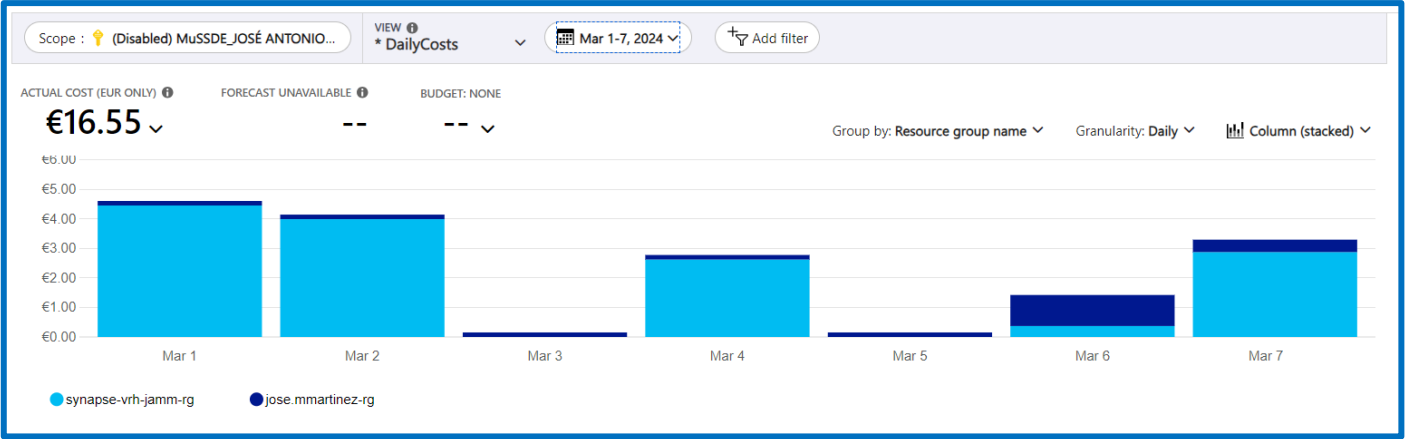 Scope : (Disabled) MuSSDE_JOSÉ ANTONIO...
VIEW
* DailyCosts
Mar 1-7, 2024
Add filter
ACTUAL COST (EUR ONLY)
€16.55
FORECAST UNAVAILABLE
--
BUDGET: NONE
--
Group by: Resource group name
Granularity: Daily
Column (stacked)
€6.00
€5.00
€4.00
€3.00
€2.00
€1.00
€0.00
Mar 1 Mar 2 Mar 3 Mar 4 Mar 5 Mar 6 Mar 7
synapse-vrh-jamm-rg jose.mmartinez-rg